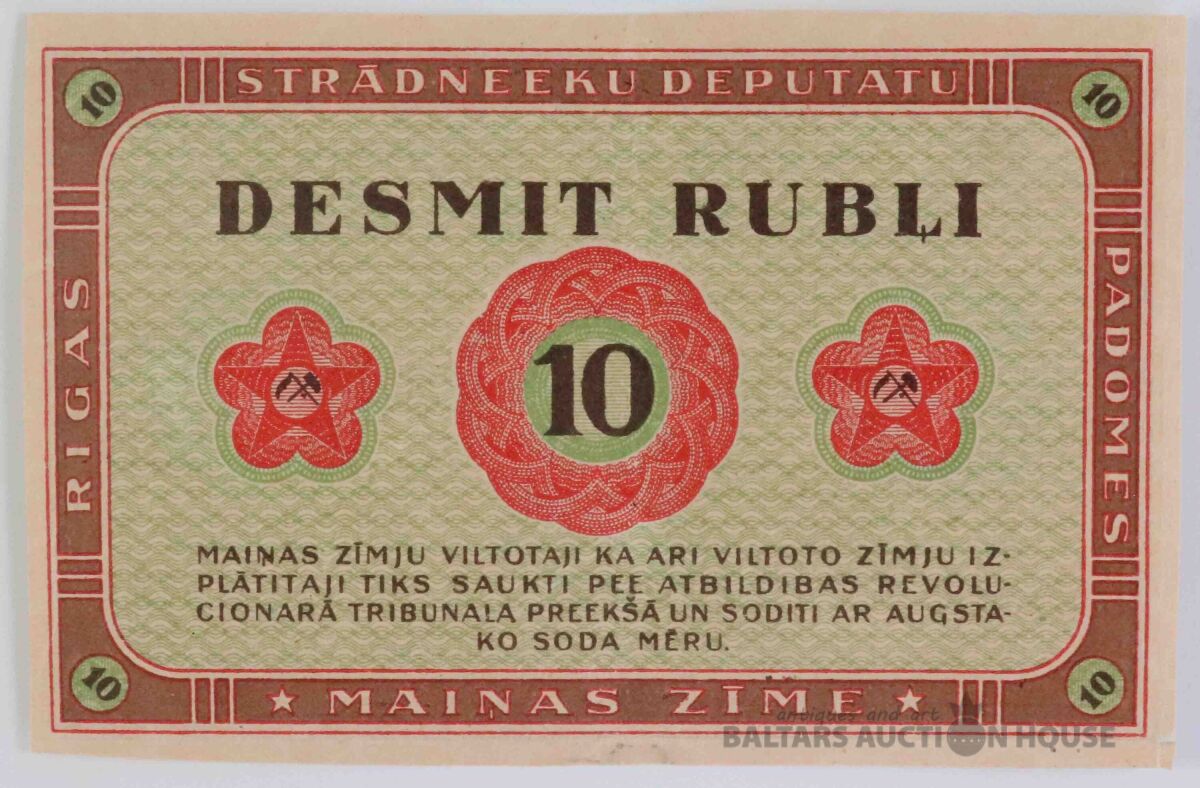 10
STRĀDNEEKU DEPUTATU
10
DESMIT RUBĻI
RIGAS
PADOMES
10
MAIŅAS ZĪMJU VILTOTAJI KA ARI VILTOTO ZĪMJU IZ-
PLĀTITAJI TIKS SAUKTI PEE ATBILDIBAS REVOLU-
CIONARĀ TRIBUNAĻA PREEKŠĀ UN SODITI AR AUGSTA-
KO SODA MĒRU.
10
MAIŅAS ZĪME
10
antiques and art
BALTARS AUCTION HOUSE